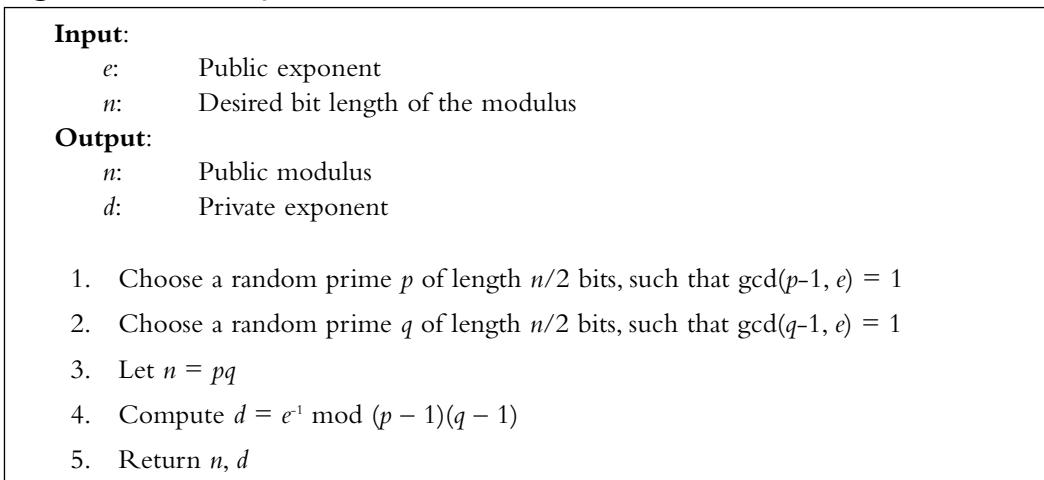 Input:
e: Public exponent
n: Desired bit length of the modulus
Output:
n: Public modulus
d: Private exponent
1. Choose a random prime p of length n/2 bits, such that gcd(p-1, e) = 1
2. Choose a random prime q of length n/2 bits, such that gcd(q-1, e) = 1
3. Let n = pq
4. Compute d = e⁻¹ mod (p − 1)(q − 1)
5. Return n, d